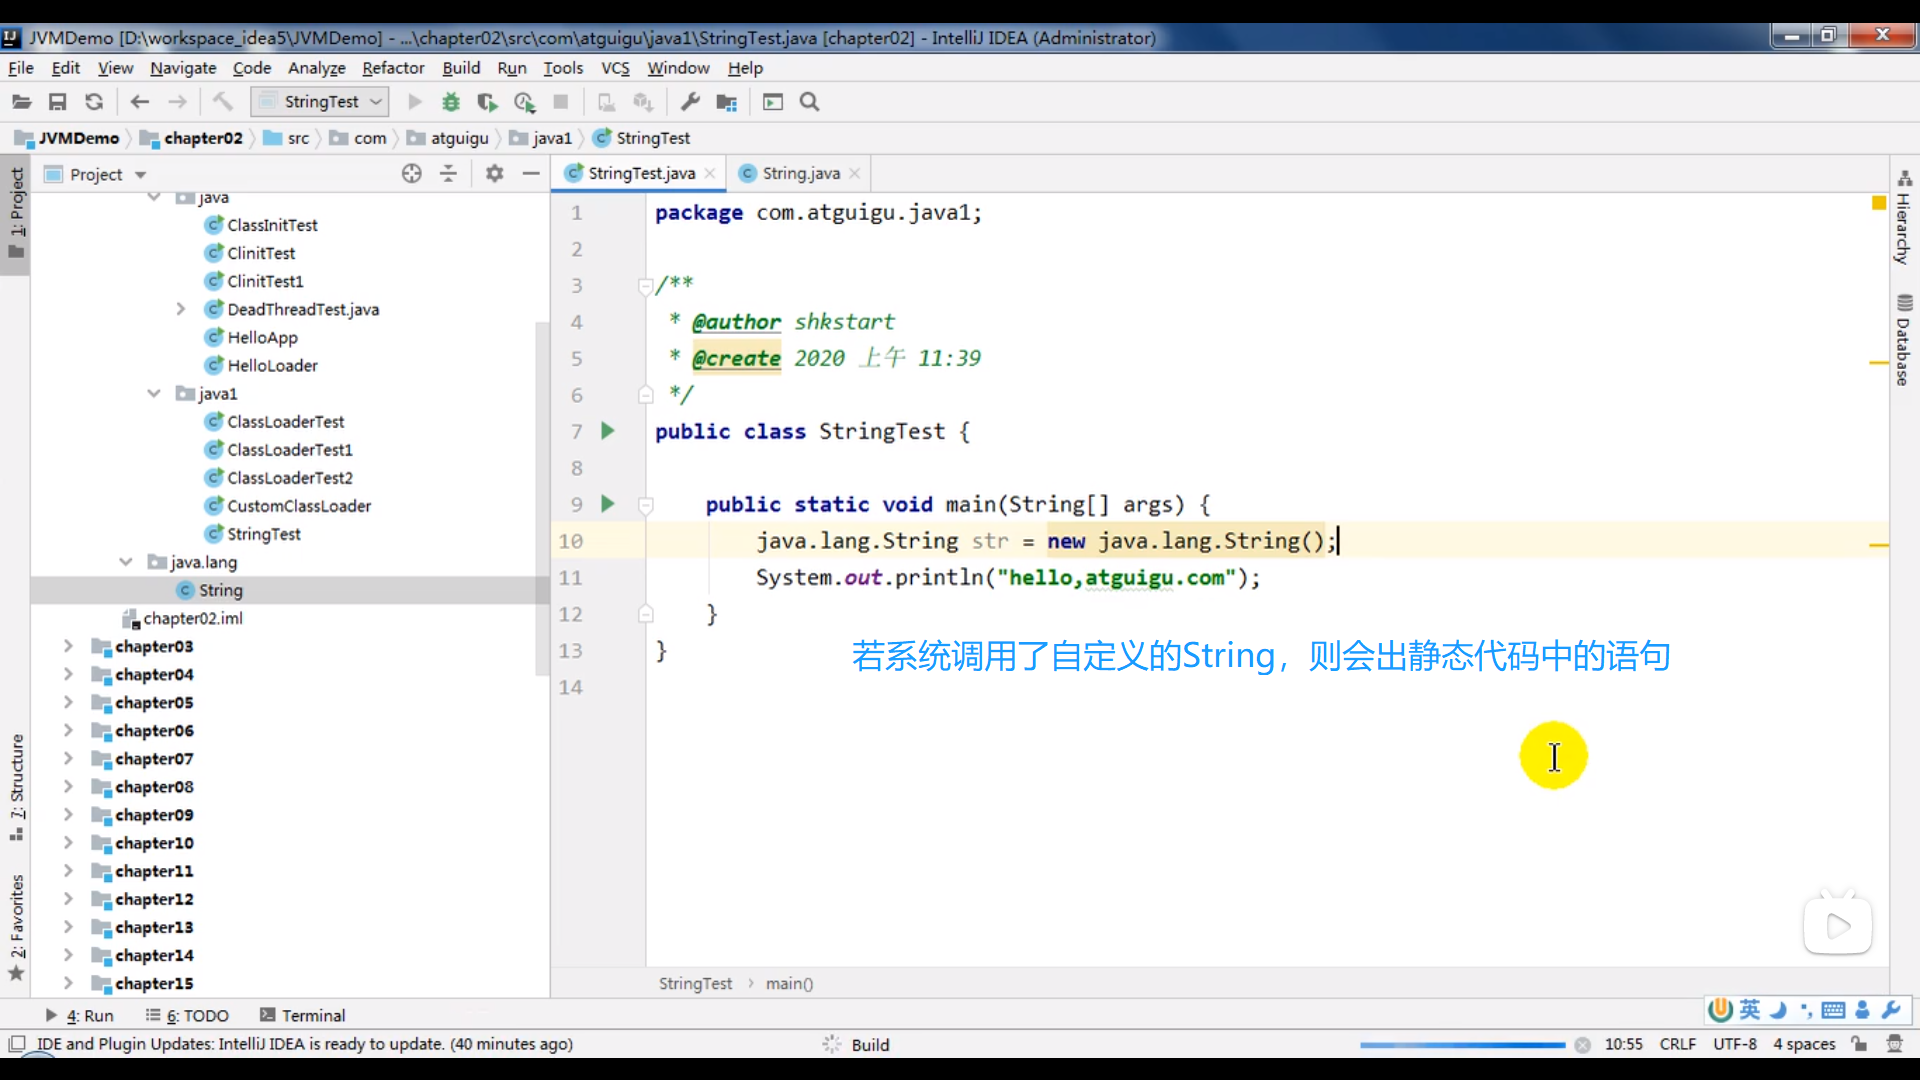 JVMDemo [D:\workspace_idea5\JVMDemo] - ...\chapter02\src\com\atguigu\java1\StringTest.java [chapter02] - IntelliJ IDEA (Administrator)
File Edit View Navigate Code Analyze Refactor Build Run Tools VCS Window Help
StringTest
JVMDemo chapter02 src com atguigu java1 StringTest
Project
StringTest.java String.java
1: Project
7: Structure
2: Favorites
Hierarchy
Database
java
ClassInitTest
ClinitTest
ClinitTest1
DeadThreadTest.java
HelloApp
HelloLoader
java1
ClassLoaderTest
ClassLoaderTest1
ClassLoaderTest2
CustomClassLoader
StringTest
java.lang
String
chapter02.iml
chapter03
chapter04
chapter05
chapter06
chapter07
chapter08
chapter09
chapter10
chapter11
chapter12
chapter13
chapter14
chapter15
1 package com.atguigu.java1;
2
3 /**
4 * @author shkstart
5 * @create 2020 上午 11:39
6 */
7 public class StringTest {
8
9 public static void main(String[] args) {
10 java.lang.String str = new java.lang.String();
11 System.out.println("hello,atguigu.com");
12 }
13 }
14
若系统调用了自定义的String，则会出静态代码中的语句
StringTest main()
4: Run 6: TODO Terminal
英
IDE and Plugin Updates: IntelliJ IDEA is ready to update. (40 minutes ago) Build 10:55 CRLF UTF-8 4 spaces